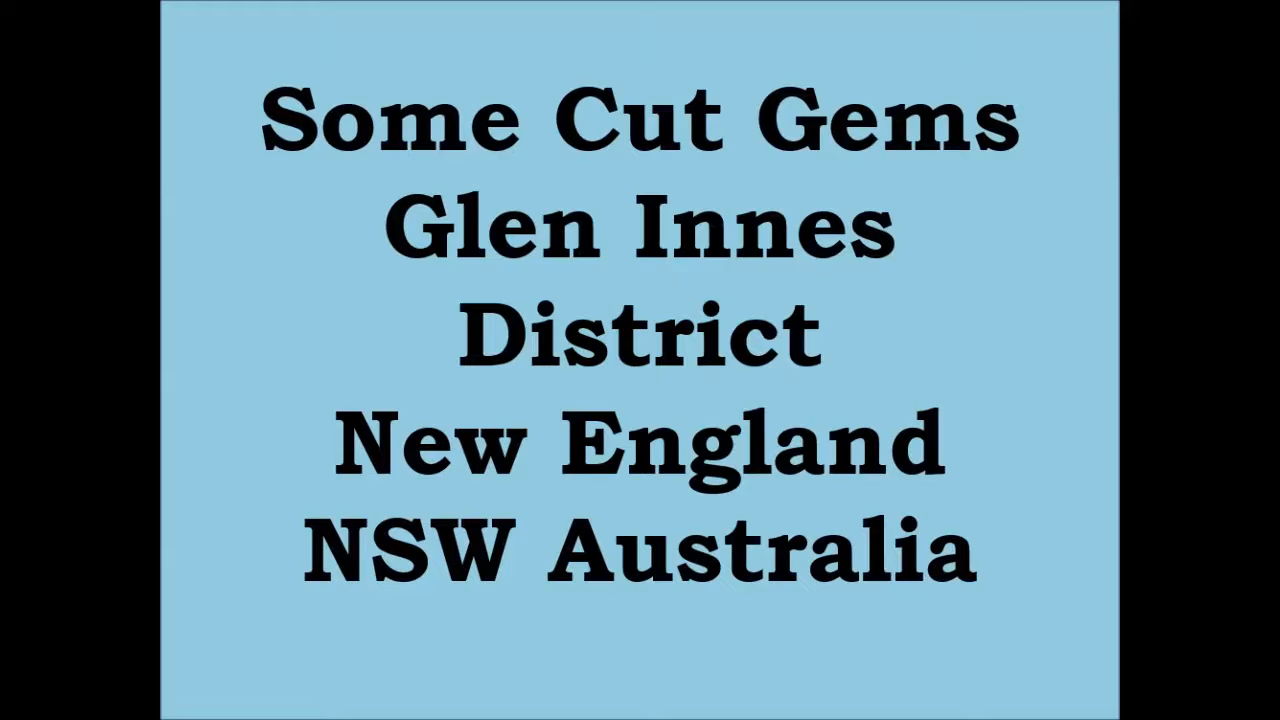 Some Cut Gems
Glen Innes
District
New England
NSW Australia